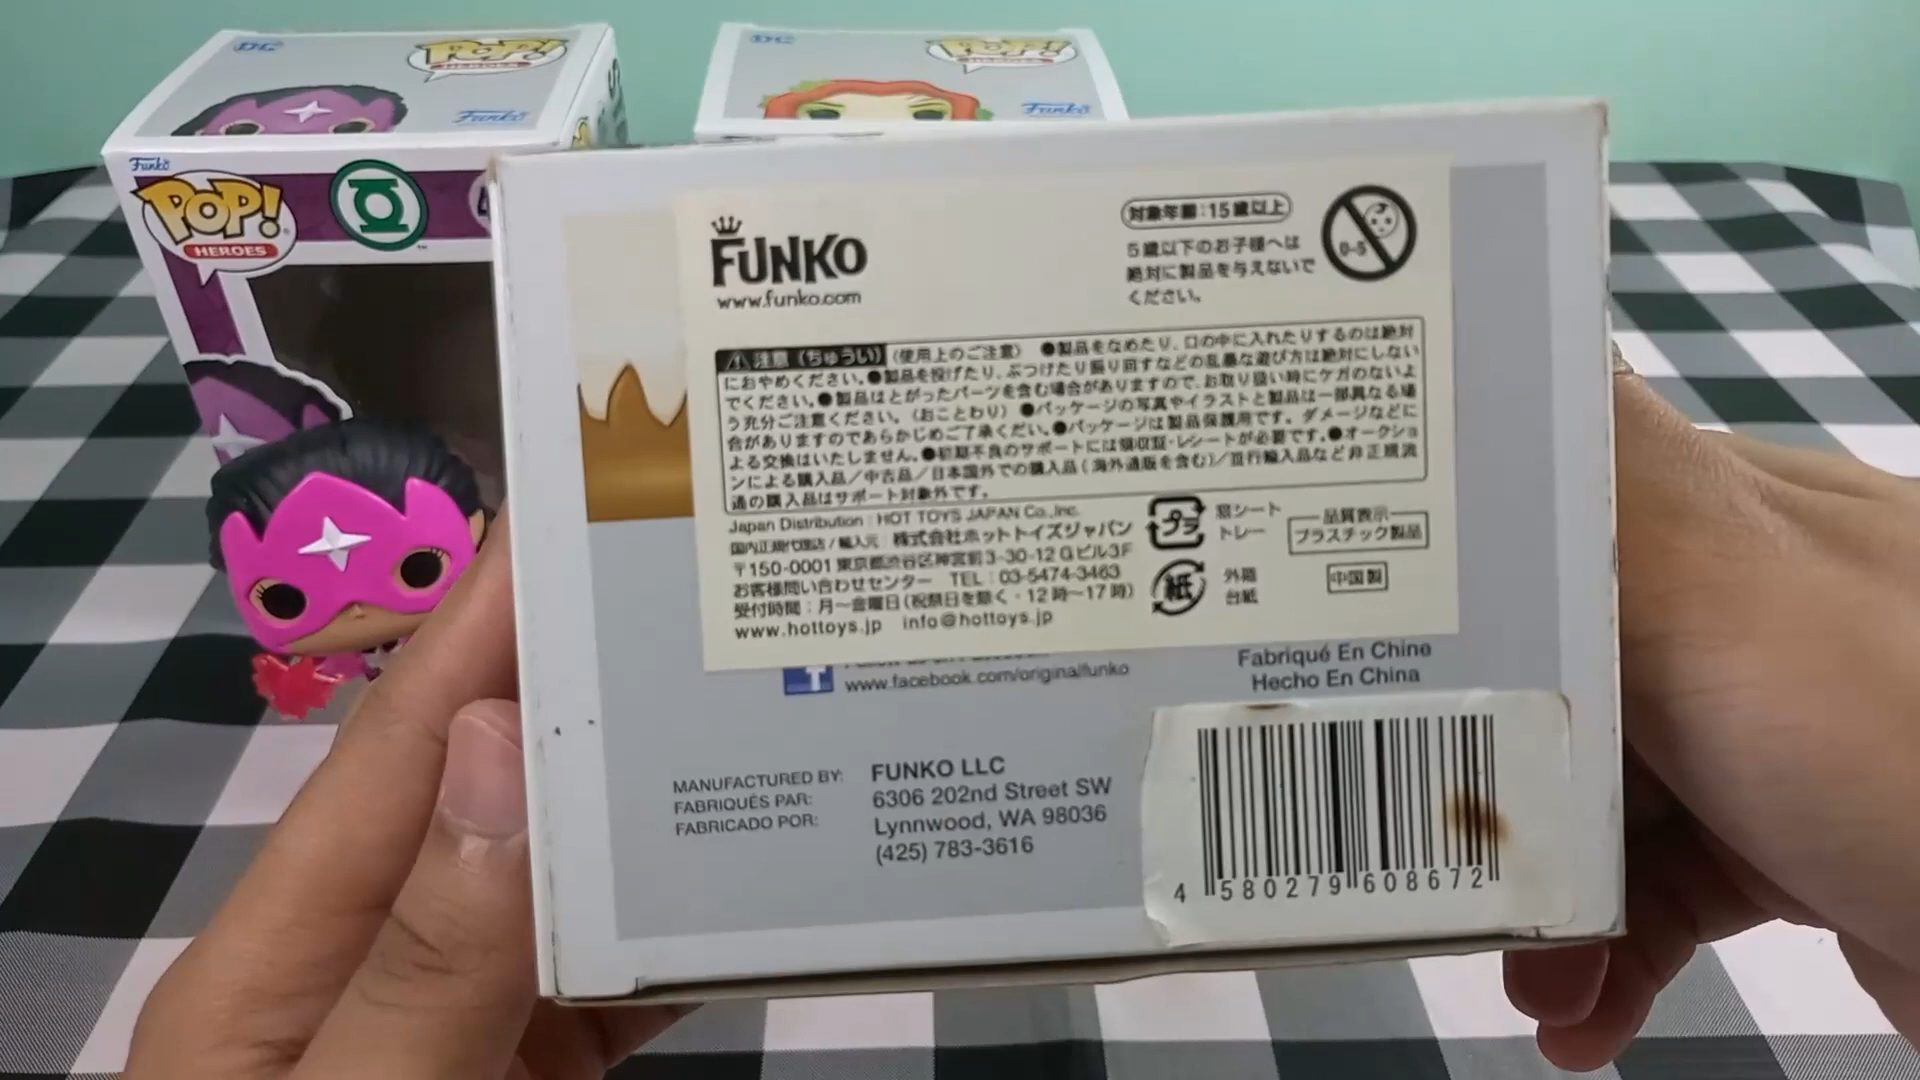 DC
POP!
HEROES
Funko
DC
POP!
HEROES
Funko
Funko
POP!
HEROES
FUNKO
www.funko.com
対象年齢:15歳以上
5歳以下のお子様へは
絶対に製品を与えないで
ください。
0-5
⚠注意(ちゅうい)(使用上のご注意) ●製品をなめたり、口の中に入れたりするのは絶対
におやめください。●製品を投げたり、ぶつけたり振り回すなどの乱暴な遊び方は絶対にしない
でください。●製品はとがったパーツを含む場合がありますので、お取り扱い時にケガのないよ
う充分ご注意ください。(おことわり) ●パッケージの写真やイラストと製品は一部異なる場
合がありますのであらかじめご了承ください。●パッケージは製品保護用です。ダメージなどに
よる交換はいたしません。●初期不良のサポートには領収証・レシートが必要です。●オークショ
ンによる購入品/中古品/日本国外での購入品(海外通販を含む)/並行輸入品など非正規流
通の購入品はサポート対象外です。
Japan Distribution : HOT TOYS JAPAN Co.,Inc.
国内正規代理店/輸入元 : 株式会社ホットトイズジャパン
〒150-0001 東京都渋谷区神宮前3-30-12 Gビル3F
お客様問い合わせセンター TEL : 03-5474-3463
受付時間:月~金曜日(祝祭日を除く・12時~17時)
www.hottoys.jp info@hottoys.jp
プラ
窓シート
トレー
紙
外箱
台紙
品質表示
プラスチック製品
中国製
www.facebook.com/originalfunko
Fabriqué En Chine
Hecho En China
MANUFACTURED BY:
FABRIQUÉS PAR:
FABRICADO POR:
FUNKO LLC
6306 202nd Street SW
Lynnwood, WA 98036
(425) 783-3616
4 580279 608672